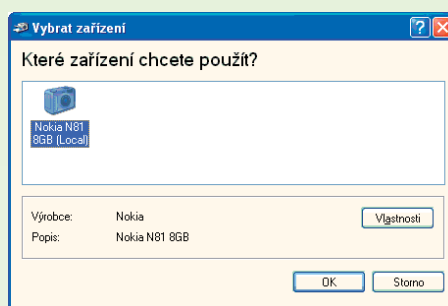 Vybrat zařízení
Které zařízení chcete použít?
Nokia N81
8GB (Local)
Výrobce: Nokia
Vlastnosti
Popis: Nokia N81 8GB
OK Storno